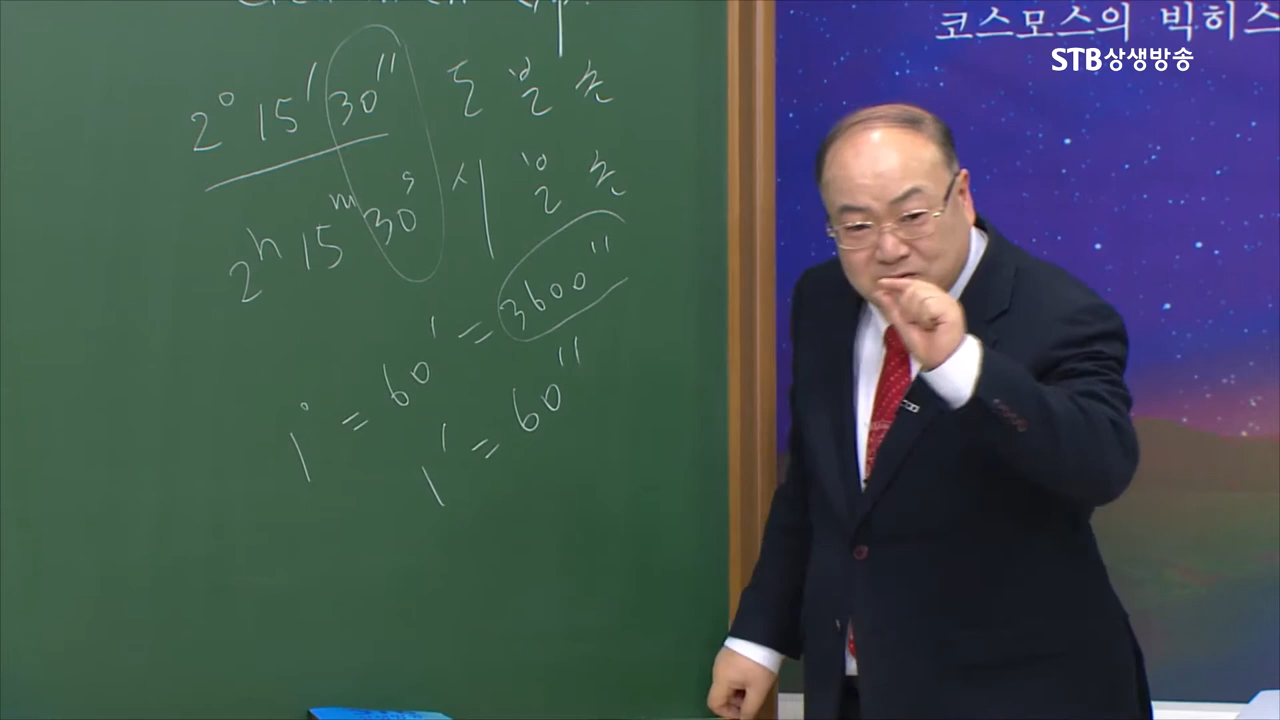 코스모스의 빅히스
STB상생방송
2° 15′ 30″ 도 분 초
2h 15m 30s 시 분 초
1° = 60′ = 3600″
1′ = 60″